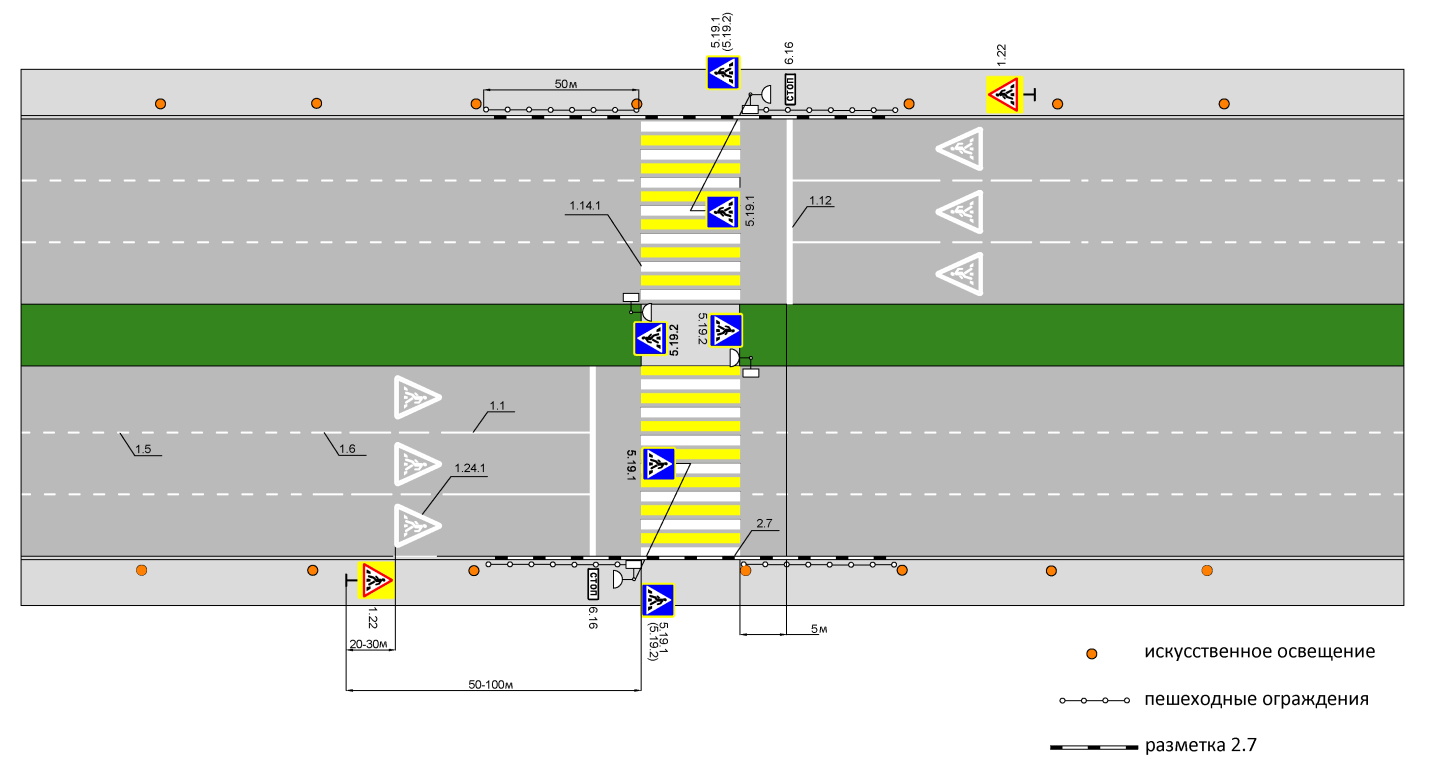 5.19.1
(5.19.2)
6.16
1.22
50м
СТОП
1.14.1
5.19.1
1.12
5.19.2
5.19.2
1.1
1.5
1.6
1.24.1
5.19.1
2.7
СТОП
1.22
6.16
5.19.1
(5.19.2)
5м
20-30м
50-100м
искусственное освещение
пешеходные ограждения
разметка 2.7